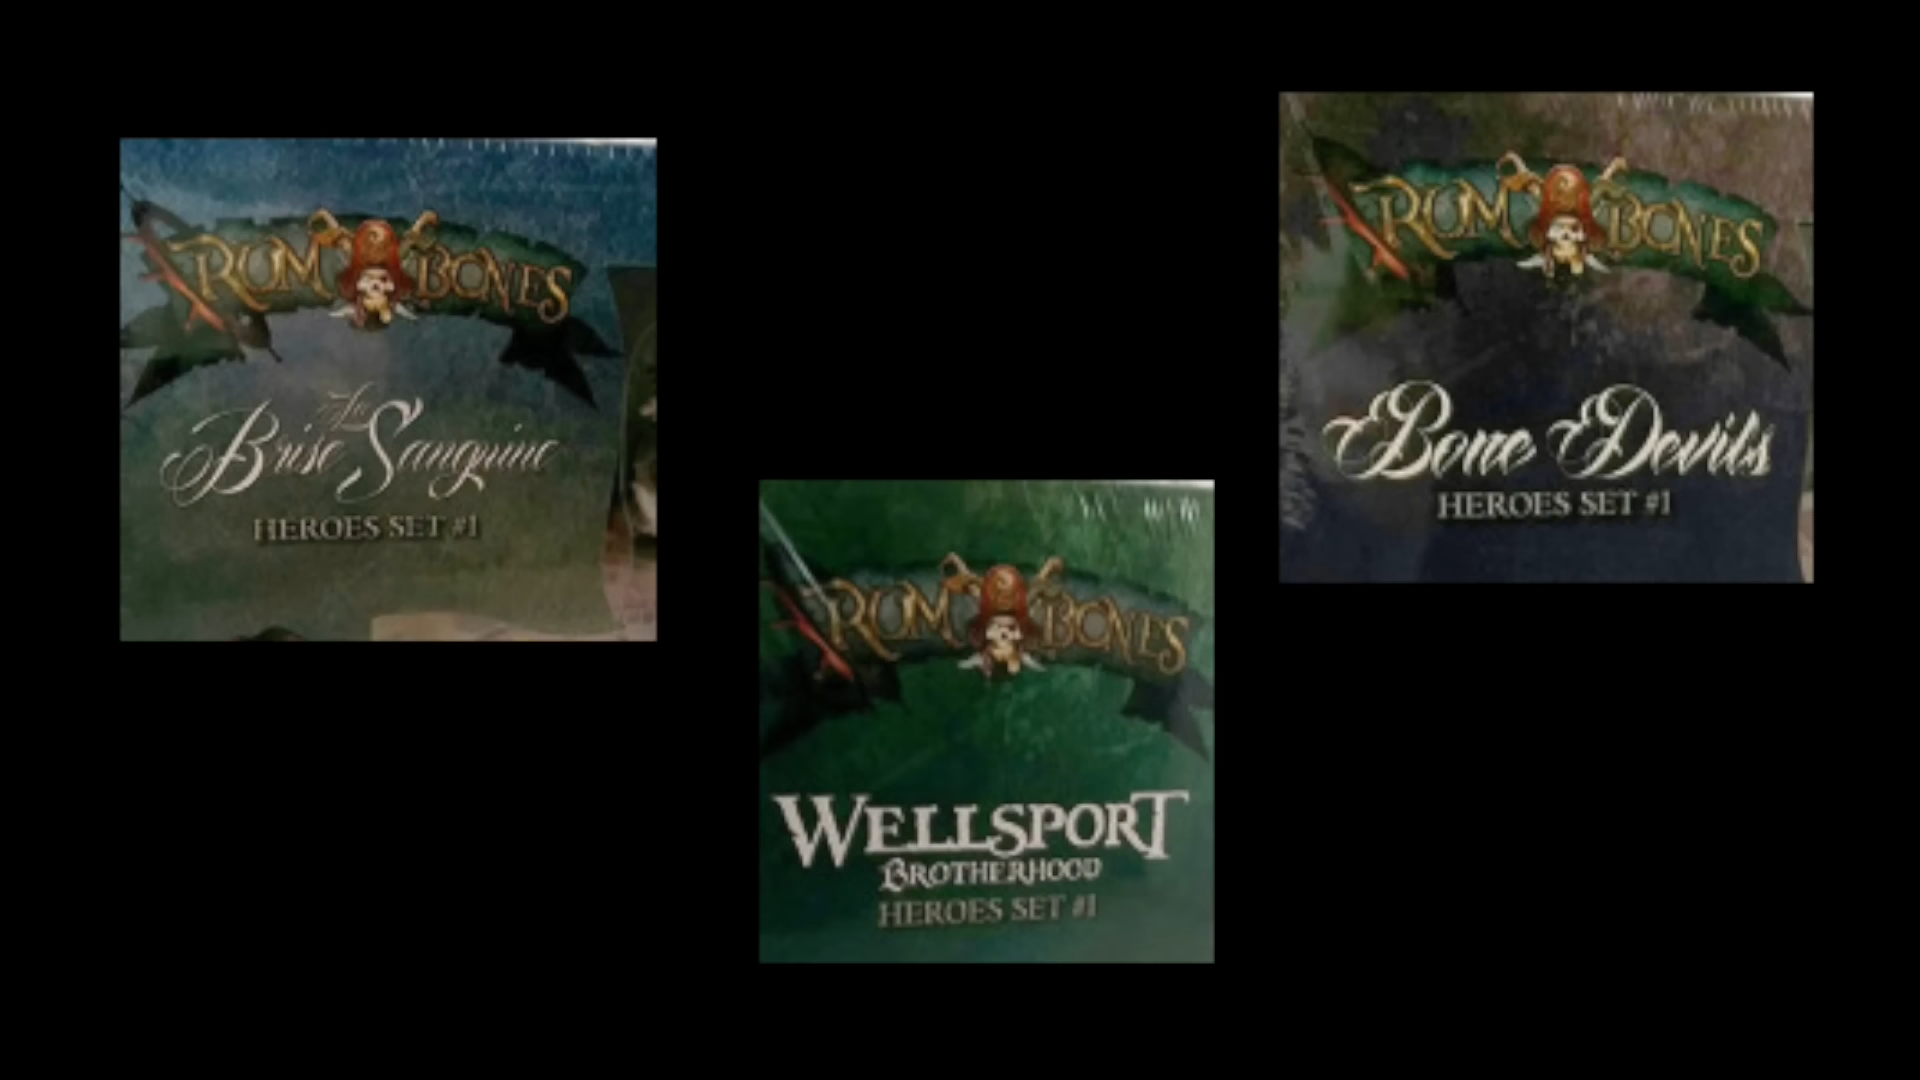 RUM BONES
La
Brise Sanguine
HEROES SET #1
RUM BONES
WELLSPORT
BROTHERHOOD
HEROES SET #1
RUM BONES
Bone Devils
HEROES SET #1